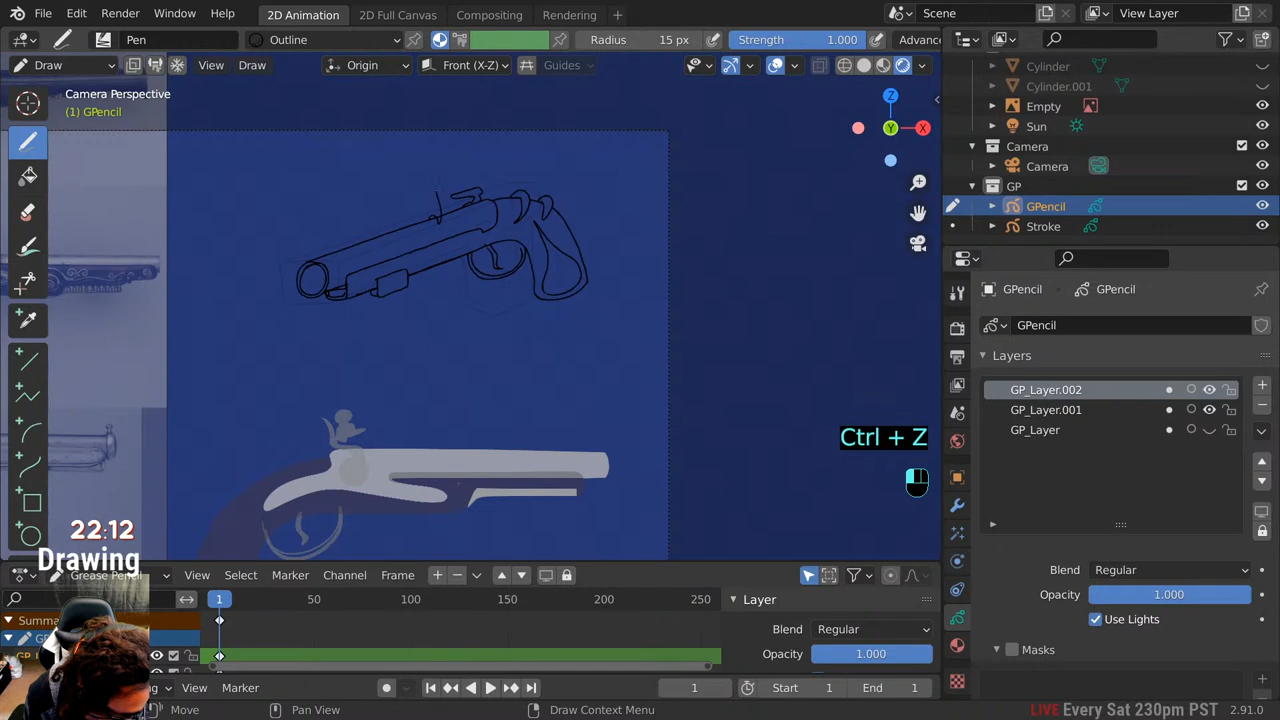 File Edit Render Window Help 2D Animation 2D Full Canvas Compositing Rendering + Scene View Layer
Pen Outline Radius 15 px Strength 1.000 Advanc
Draw View Draw Origin Front (X-Z) Guides
Camera Perspective
(1) GPencil
Z
Y
X
Cylinder
Cylinder.001
Empty
Sun
Camera
Camera
GP
GPencil
Stroke
GPencil GPencil
GPencil
Layers
GP_Layer.002
GP_Layer.001
GP_Layer
Ctrl + Z
22:12
Drawing
Blend Regular
Opacity 1.000
Use Lights
Masks
Grease Pencil View Select Marker Channel Frame
1 50 100 150 200 250
Summa
Layer
Blend Regular
Opacity 1.000
View Marker 1 Start 1 End 1
Move Pan View Draw Context Menu
LIVE Every Sat 230pm PST 2.91.0